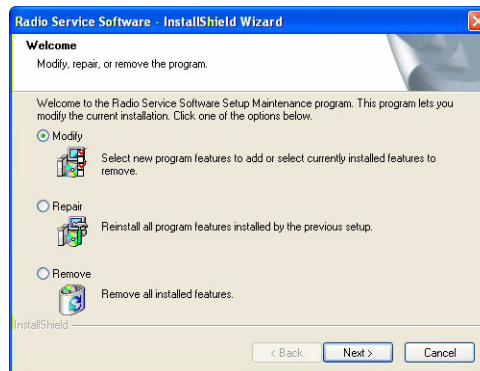 Radio Service Software - InstallShield Wizard
Welcome
Modify, repair, or remove the program.
Welcome to the Radio Service Software Setup Maintenance program. This program lets you
modify the current installation. Click one of the options below.
Modify
Select new program features to add or select currently installed features to
remove.
Repair
Reinstall all program features installed by the previous setup.
Remove
Remove all installed features.
InstallShield
< Back
Next >
Cancel